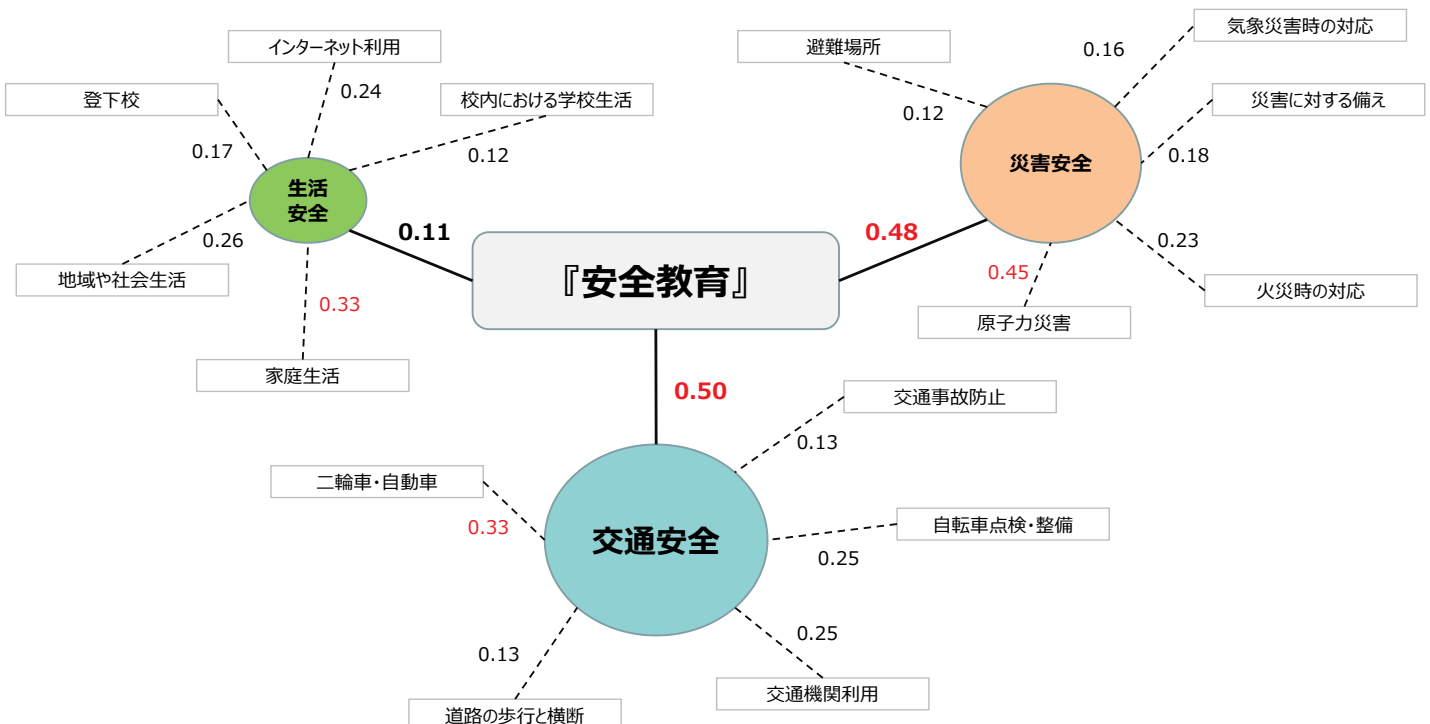 インターネット利用
0.24
登下校
0.17
校内における学校生活
0.12
生活
安全
0.26
地域や社会生活
0.33
家庭生活
0.11
『安全教育』
0.48
避難場所
0.12
気象災害時の対応
0.16
災害に対する備え
0.18
災害安全
0.23
火災時の対応
0.45
原子力災害
0.50
交通事故防止
0.13
二輪車・自動車
0.33
交通安全
自転車点検・整備
0.25
0.25
交通機関利用
0.13
道路の歩行と横断